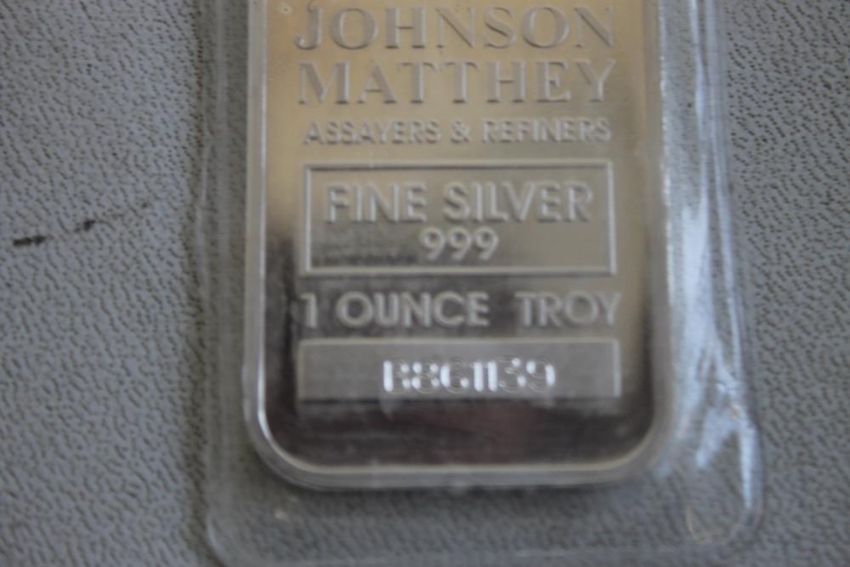 JOHNSON
MATTHEY
ASSAYERS & REFINERS
FINE SILVER
999
1 OUNCE TROY